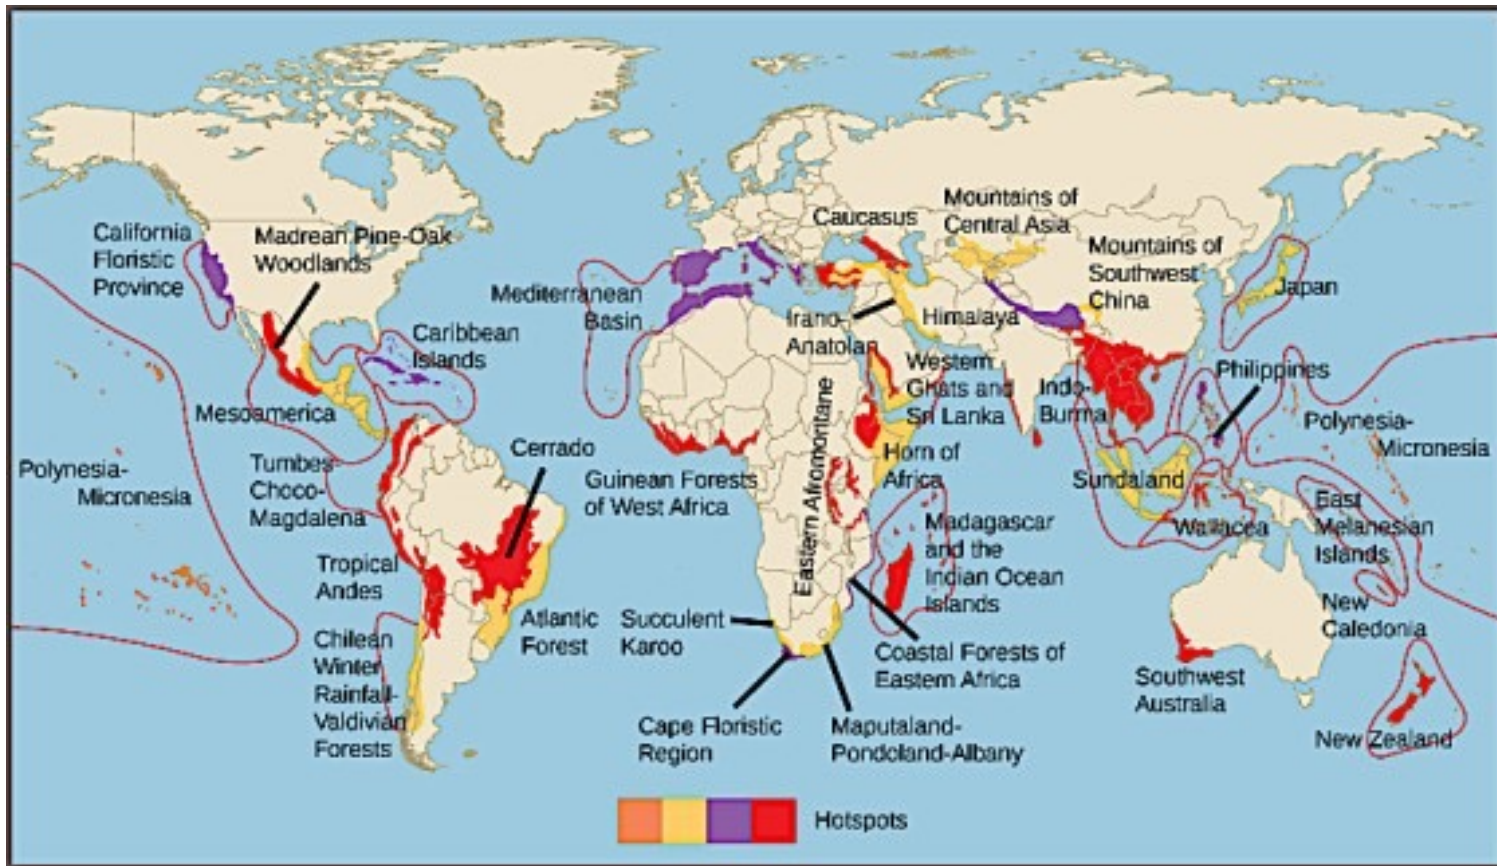 California
Floristic
Province
Madrean Pine-Oak
Woodlands
Caribbean
Islands
Mesoamerica
Polynesia-
Micronesia
Tumbes-
Choco-
Magdalena
Tropical
Andes
Chilean
Winter
Rainfall-
Valdivian
Forests
Cerrado
Atlantic
Forest
Mediterranean
Basin
Caucasus
Mountains of
Central Asia
Mountains of
Southwest
China
Japan
Irano-
Anatolan
Himalaya
Western
Ghats and
Sri Lanka
Indo-
Burma
Philippines
Polynesia-
Micronesia
Guinean Forests
of West Africa
Eastern Afromontane
Horn of
Africa
Sundaland
Wallacea
East
Melanesian
Islands
Madagascar
and the
Indian Ocean
Islands
Succulent
Karoo
Cape Floristic
Region
Maputaland-
Pondoland-Albany
Coastal Forests of
Eastern Africa
New
Caledonia
Southwest
Australia
New Zealand
Hotspots